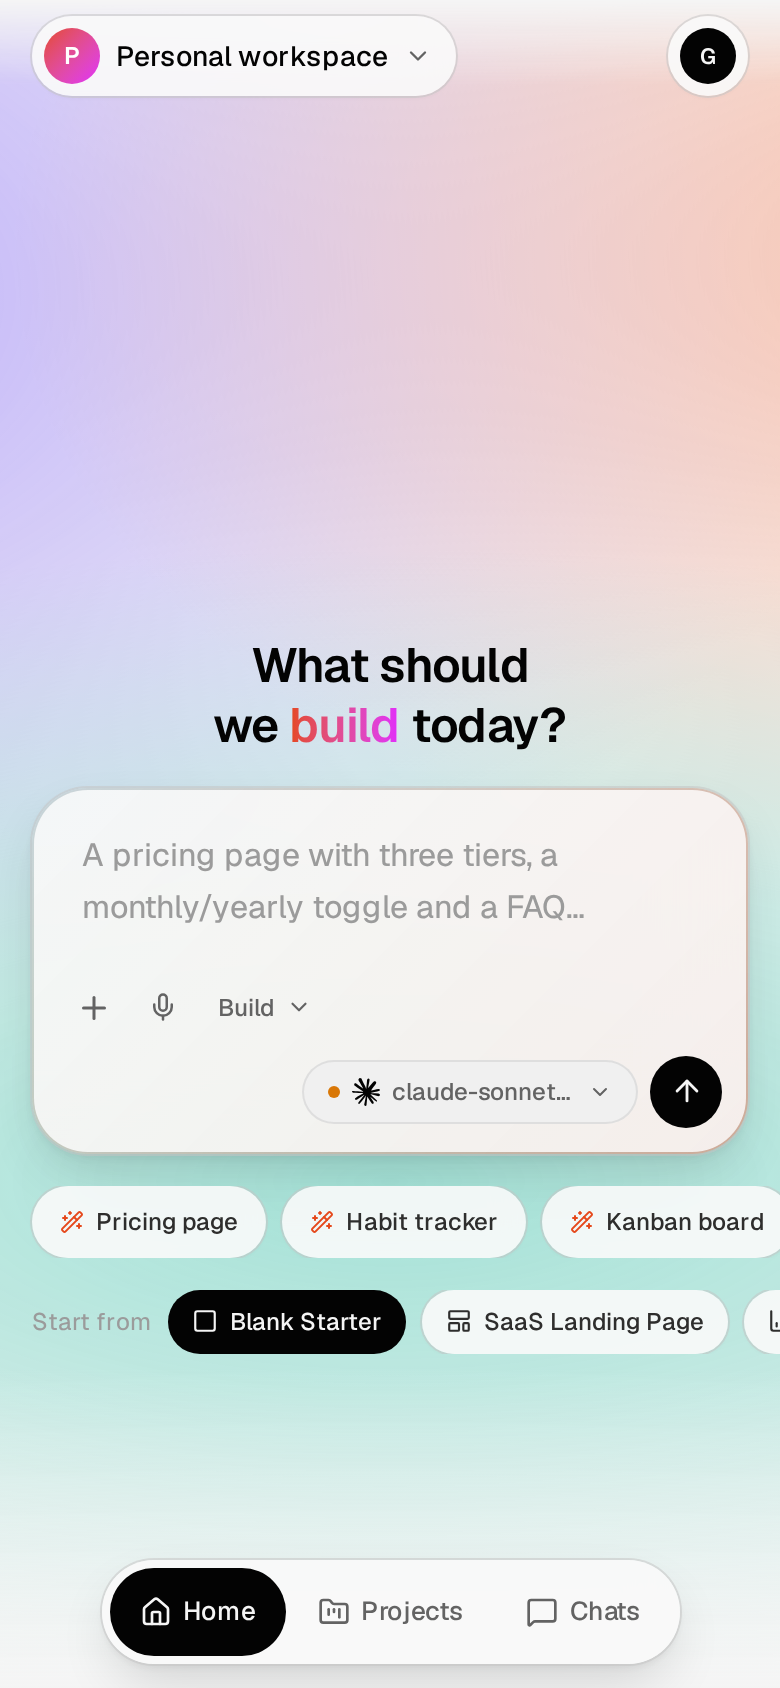 P Personal workspace
G
What should
we build today?
A pricing page with three tiers, a
monthly/yearly toggle and a FAQ...
Build
claude-sonnet...
Pricing page Habit tracker Kanban board
Start from Blank Starter SaaS Landing Page
Home Projects Chats